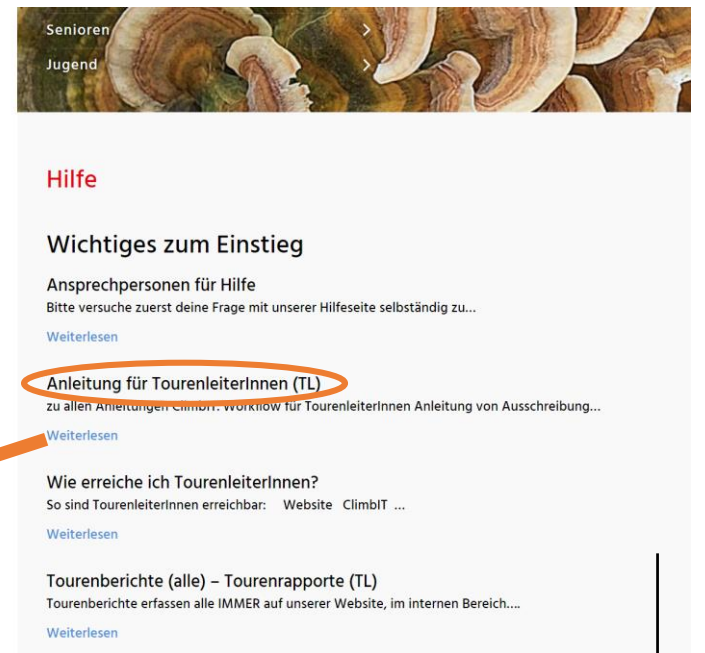 Senioren
Jugend
Hilfe
Wichtiges zum Einstieg
Ansprechpersonen für Hilfe
Bitte versuche zuerst deine Frage mit unserer Hilfeseite selbständig zu...
Weiterlesen
Anleitung für TourenleiterInnen (TL)
zu allen Anleitungen ClimbIT: Workflow für TourenleiterInnen Anleitung von Ausschreibung...
Weiterlesen
Wie erreiche ich TourenleiterInnen?
So sind TourenleiterInnen erreichbar: Website ClimbIT ...
Weiterlesen
Tourenberichte (alle) – Tourenrapporte (TL)
Tourenberichte erfassen alle IMMER auf unserer Website, im internen Bereich....
Weiterlesen